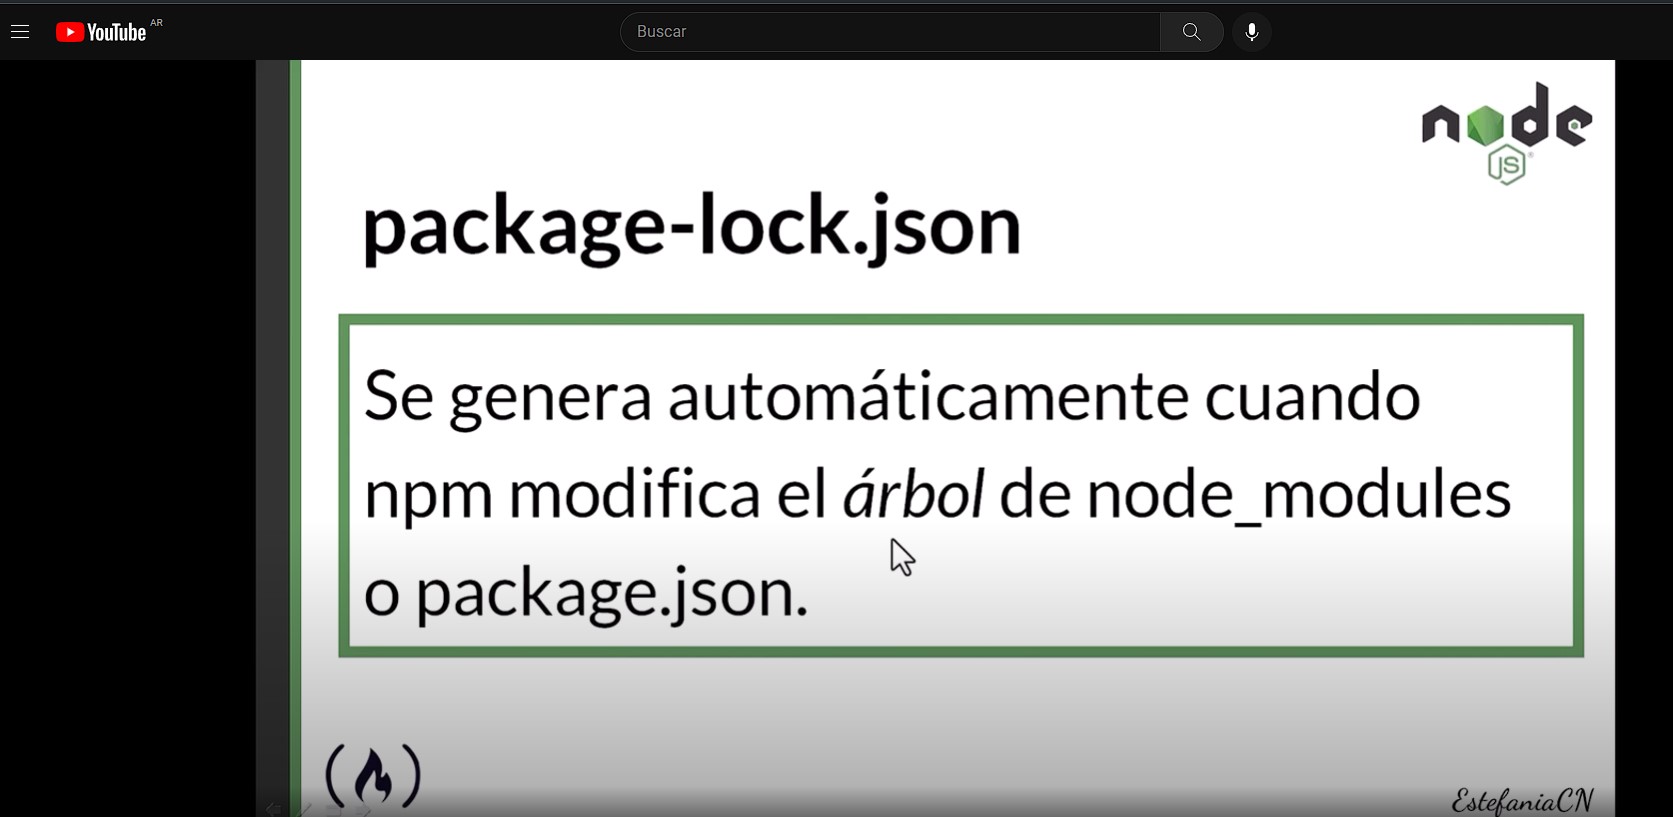 YouTube AR
Buscar
node
JS
package-lock.json
Se genera automáticamente cuando
npm modifica el árbol de node_modules
o package.json.
EstefaniaCN